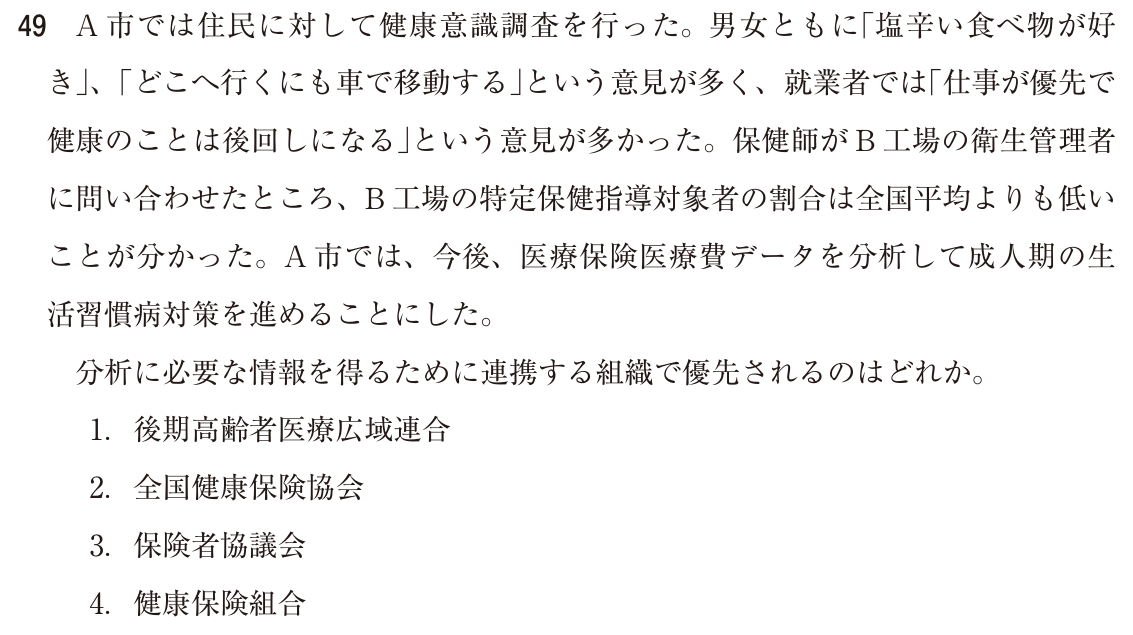 49　A 市では住民に対して健康意識調査を行った。男女ともに「塩辛い食べ物が好
き」、「どこへ行くにも車で移動する」という意見が多く、就業者では「仕事が優先で
健康のことは後回しになる」という意見が多かった。保健師が B 工場の衛生管理者
に問い合わせたところ、B 工場の特定保健指導対象者の割合は全国平均よりも低い
ことが分かった。A 市では、今後、医療保険医療費データを分析して成人期の生
活習慣病対策を進めることにした。
分析に必要な情報を得るために連携する組織で優先されるのはどれか。
1. 後期高齢者医療広域連合
2. 全国健康保険協会
3. 保険者協議会
4. 健康保険組合